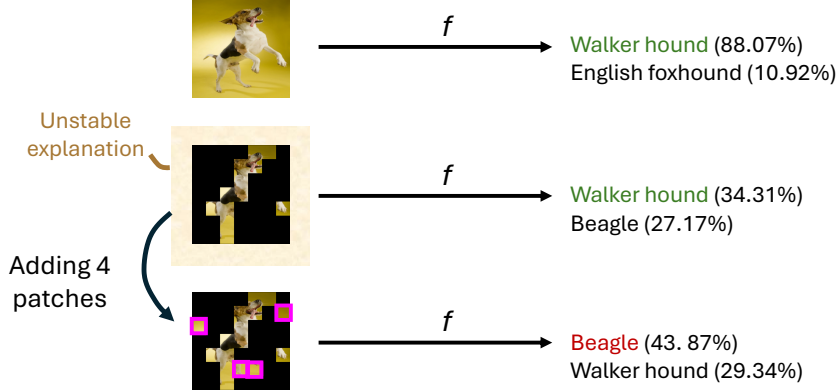 f
Walker hound (88.07%)
English foxhound (10.92%)
Unstable
explanation
f
Walker hound (34.31%)
Beagle (27.17%)
Adding 4
patches
f
Beagle (43. 87%)
Walker hound (29.34%)